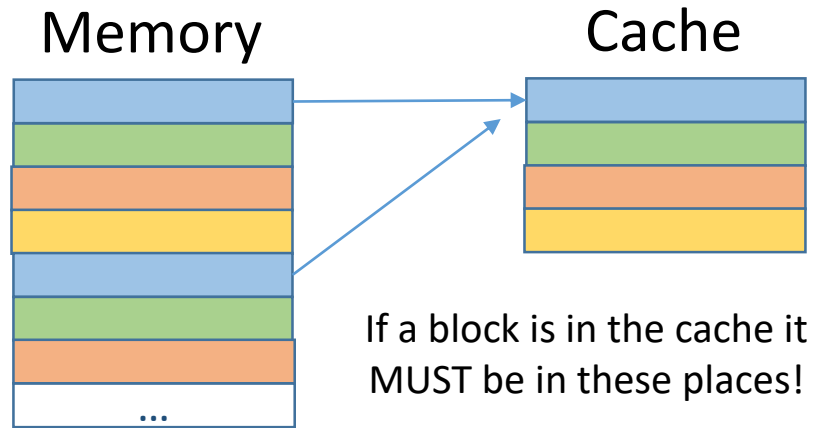 Memory
Cache
If a block is in the cache it
MUST be in these places!
...